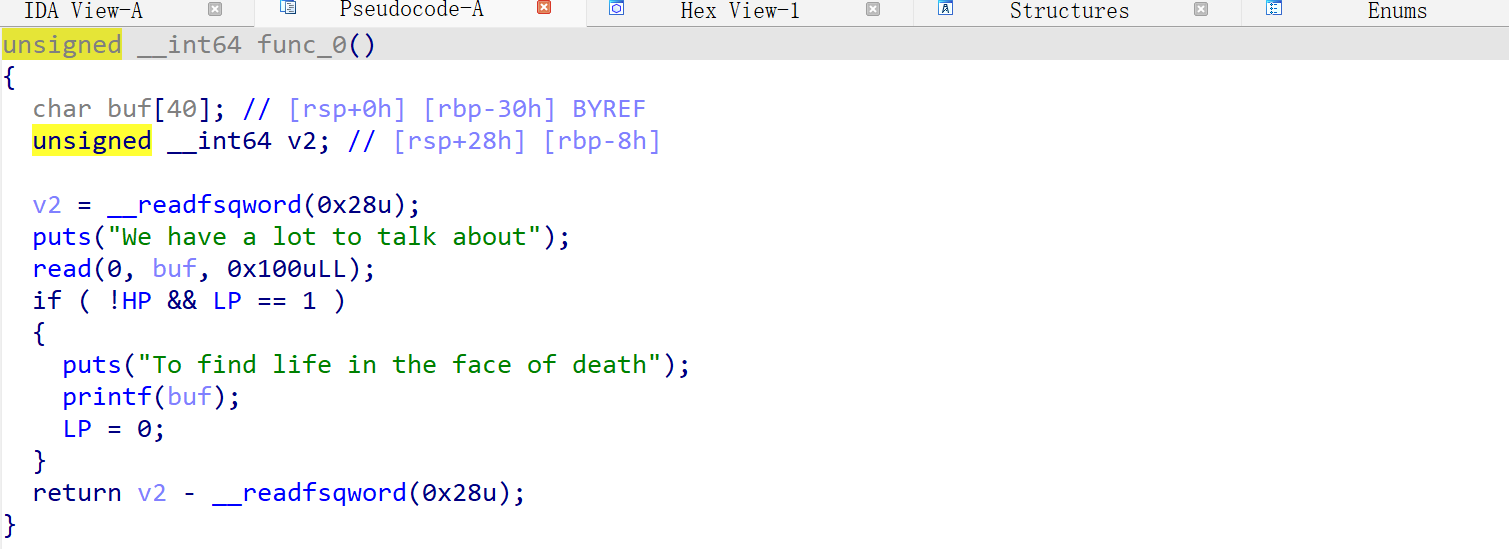 IDA View-A Pseudocode-A Hex View-1 Structures Enums
unsigned __int64 func_0()
{
  char buf[40]; // [rsp+0h] [rbp-30h] BYREF
  unsigned __int64 v2; // [rsp+28h] [rbp-8h]

  v2 = __readfsqword(0x28u);
  puts("We have a lot to talk about");
  read(0, buf, 0x100uLL);
  if ( !HP && LP == 1 )
  {
    puts("To find life in the face of death");
    printf(buf);
    LP = 0;
  }
  return v2 - __readfsqword(0x28u);
}